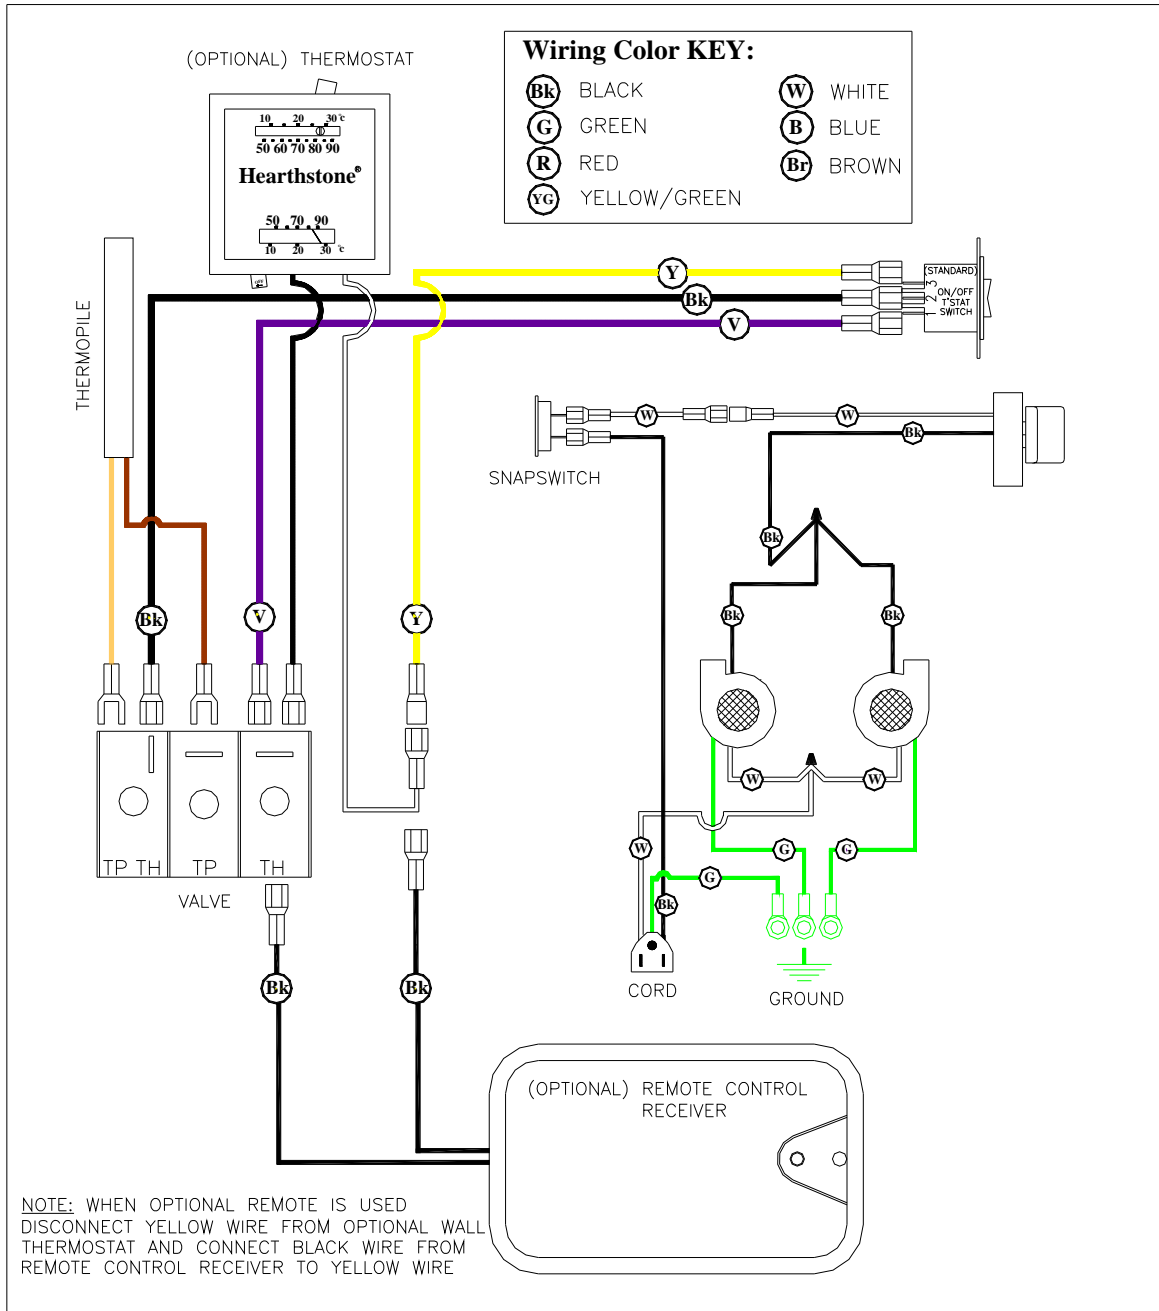 (OPTIONAL) THERMOSTAT
Wiring Color KEY:
Bk BLACK
W WHITE
G GREEN
B BLUE
R RED
Br BROWN
YG YELLOW/GREEN
10 20 30 °c
50 60 70 80 90
Hearthstone®
50 70 90
10 20 30 °c
OFF
THERMOPILE
Y
Bk
V
(STANDARD)
ON/OFF
T'STAT
SWITCH
3
2
1
W
W
Bk
SNAPSWITCH
Bk
Bk
Bk
Bk
V
Y
W
W
TP TH
TP
TH
VALVE
W
G
G
G
Bk
CORD
GROUND
Bk
Bk
(OPTIONAL) REMOTE CONTROL
RECEIVER
NOTE: WHEN OPTIONAL REMOTE IS USED
DISCONNECT YELLOW WIRE FROM OPTIONAL WALL
THERMOSTAT AND CONNECT BLACK WIRE FROM
REMOTE CONTROL RECEIVER TO YELLOW WIRE